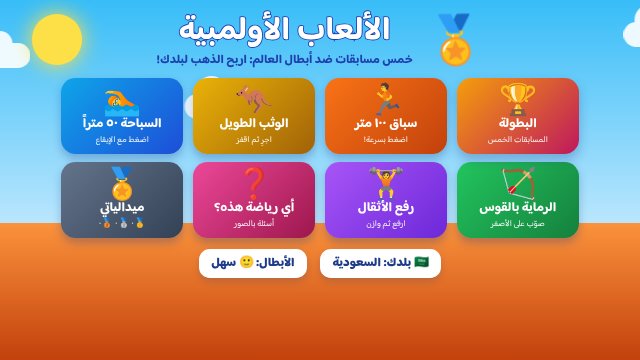 الألعاب الأولمبية
خمس مسابقات ضد أبطال العالم: اربح الذهب لبلدك!
البطولة
المسابقات الخمس
سباق ١٠٠ متر
اضغط بسرعة!
الوثب الطويل
اجرِ ثم اقفز
السباحة ٥٠ متراً
اضغط مع الإيقاع
الرماية بالقوس
صوّب على الأصفر
رفع الأثقال
ارفع ثم وازن
أي رياضة هذه؟
أسئلة بالصور
ميدالياتي
بلدك: السعودية
الأبطال: سهل